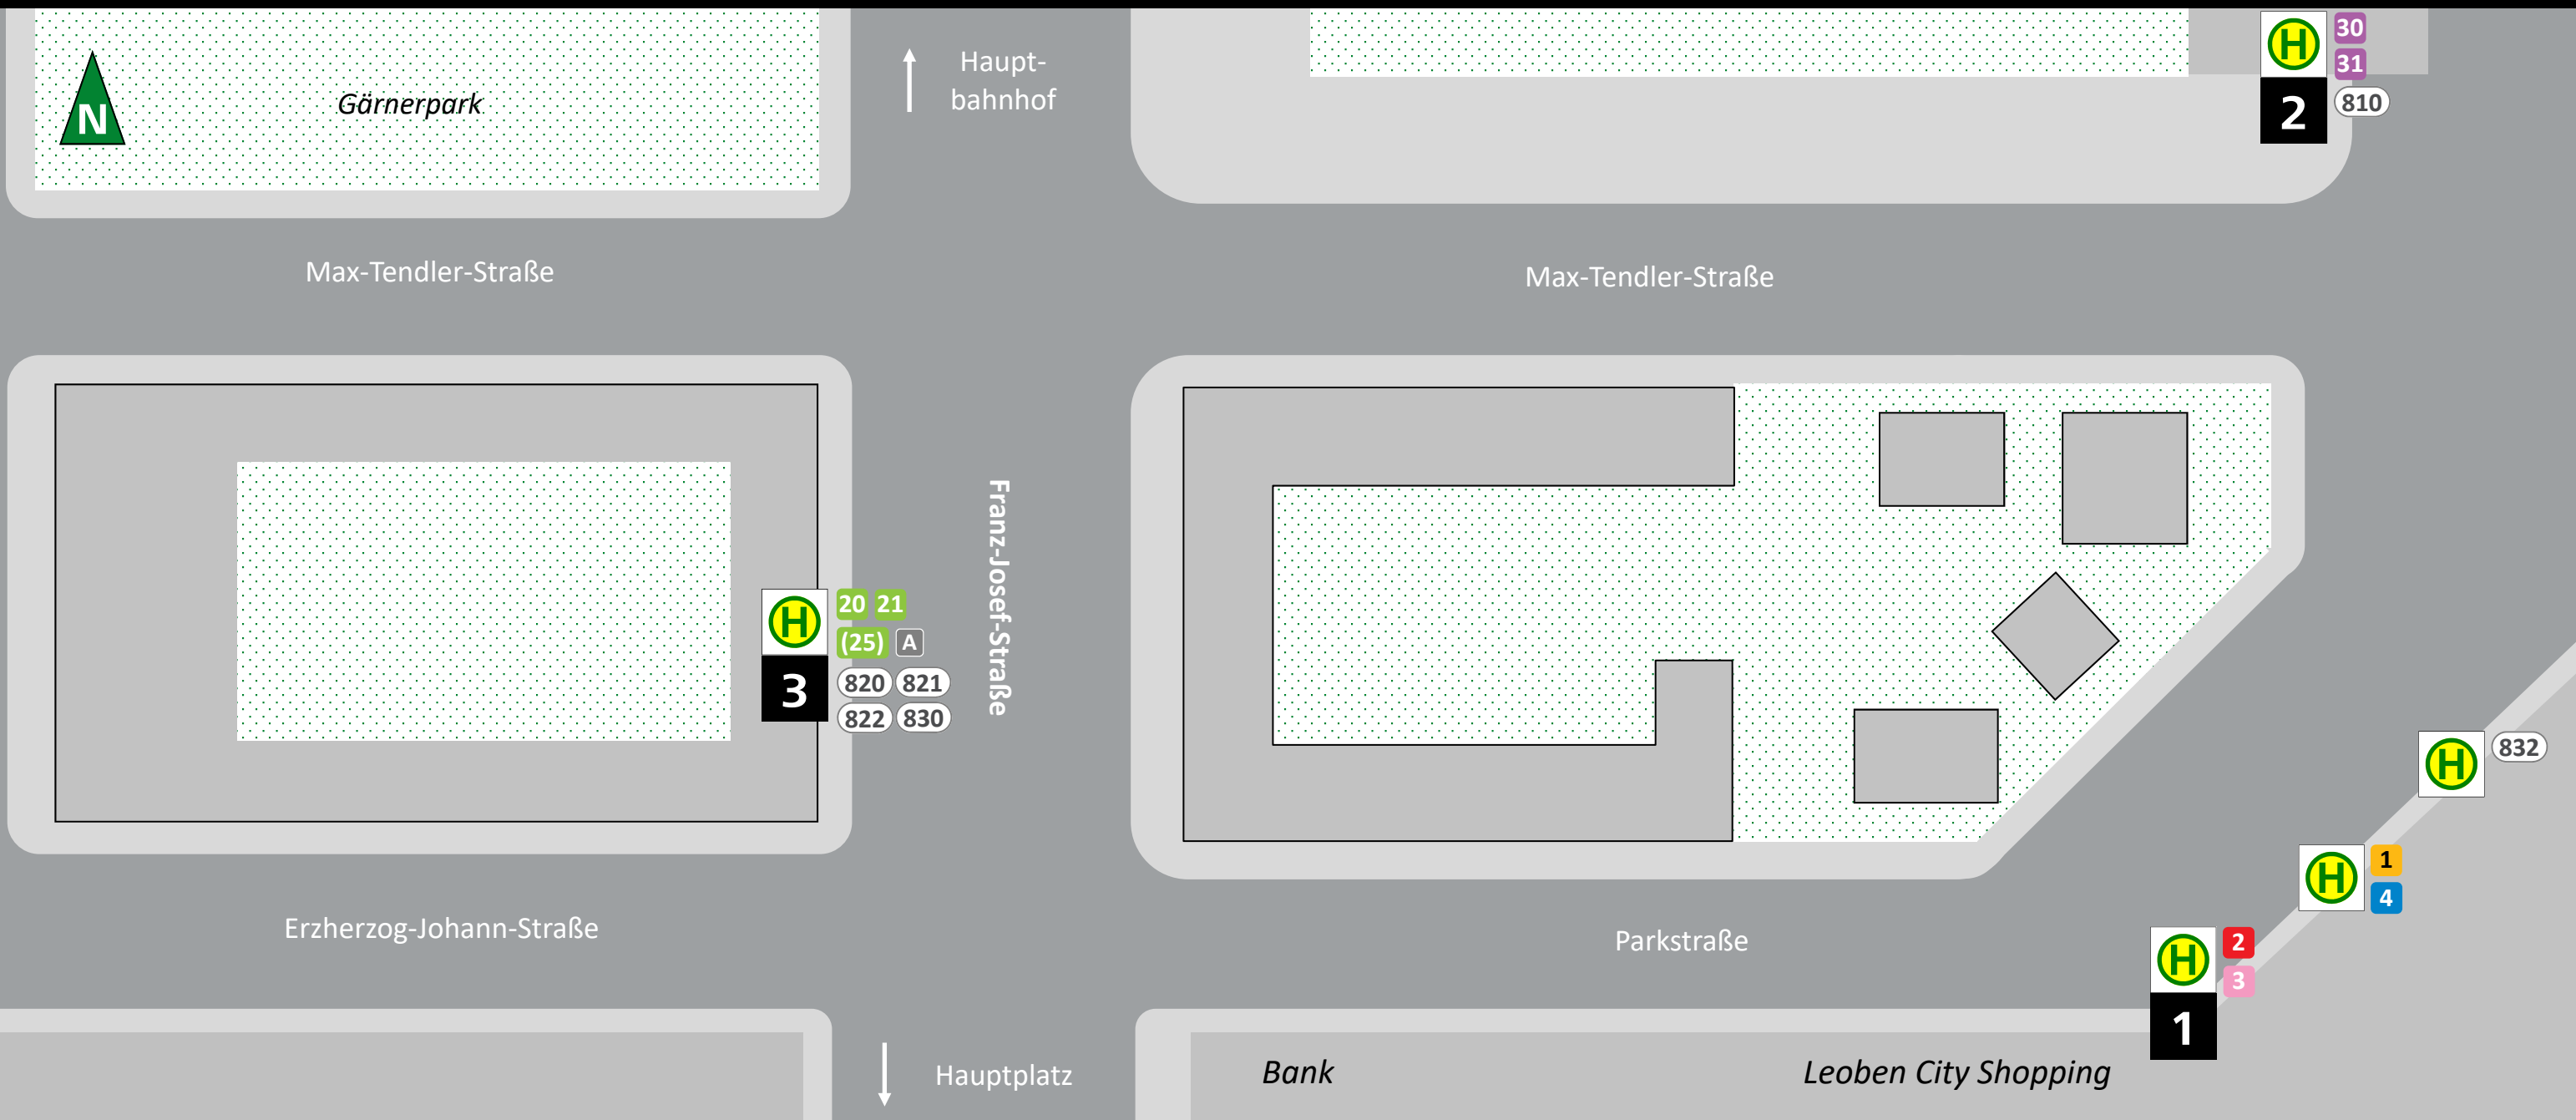 N
Gärnerpark
Haupt-
bahnhof
H
30
31
2
810
Max-Tendler-Straße
Max-Tendler-Straße
Franz-Josef-Straße
H
20 21
(25) A
3
820 821
822 830
H
832
H
1
4
Erzherzog-Johann-Straße
Parkstraße
H
2
3
1
Hauptplatz
Bank
Leoben City Shopping